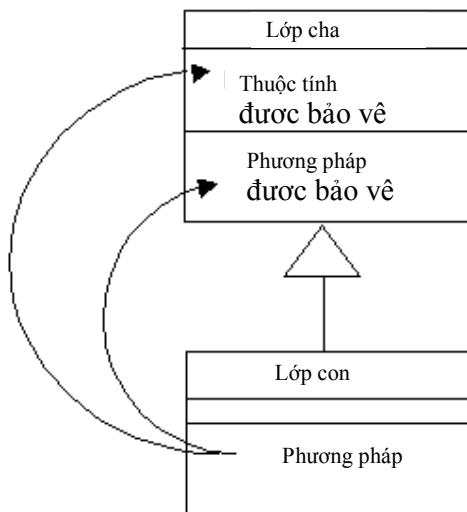 Lớp cha
Thuộc tính
đươc bảo vê
Phương pháp
đươc bảo vê
Lớp con
Phương pháp